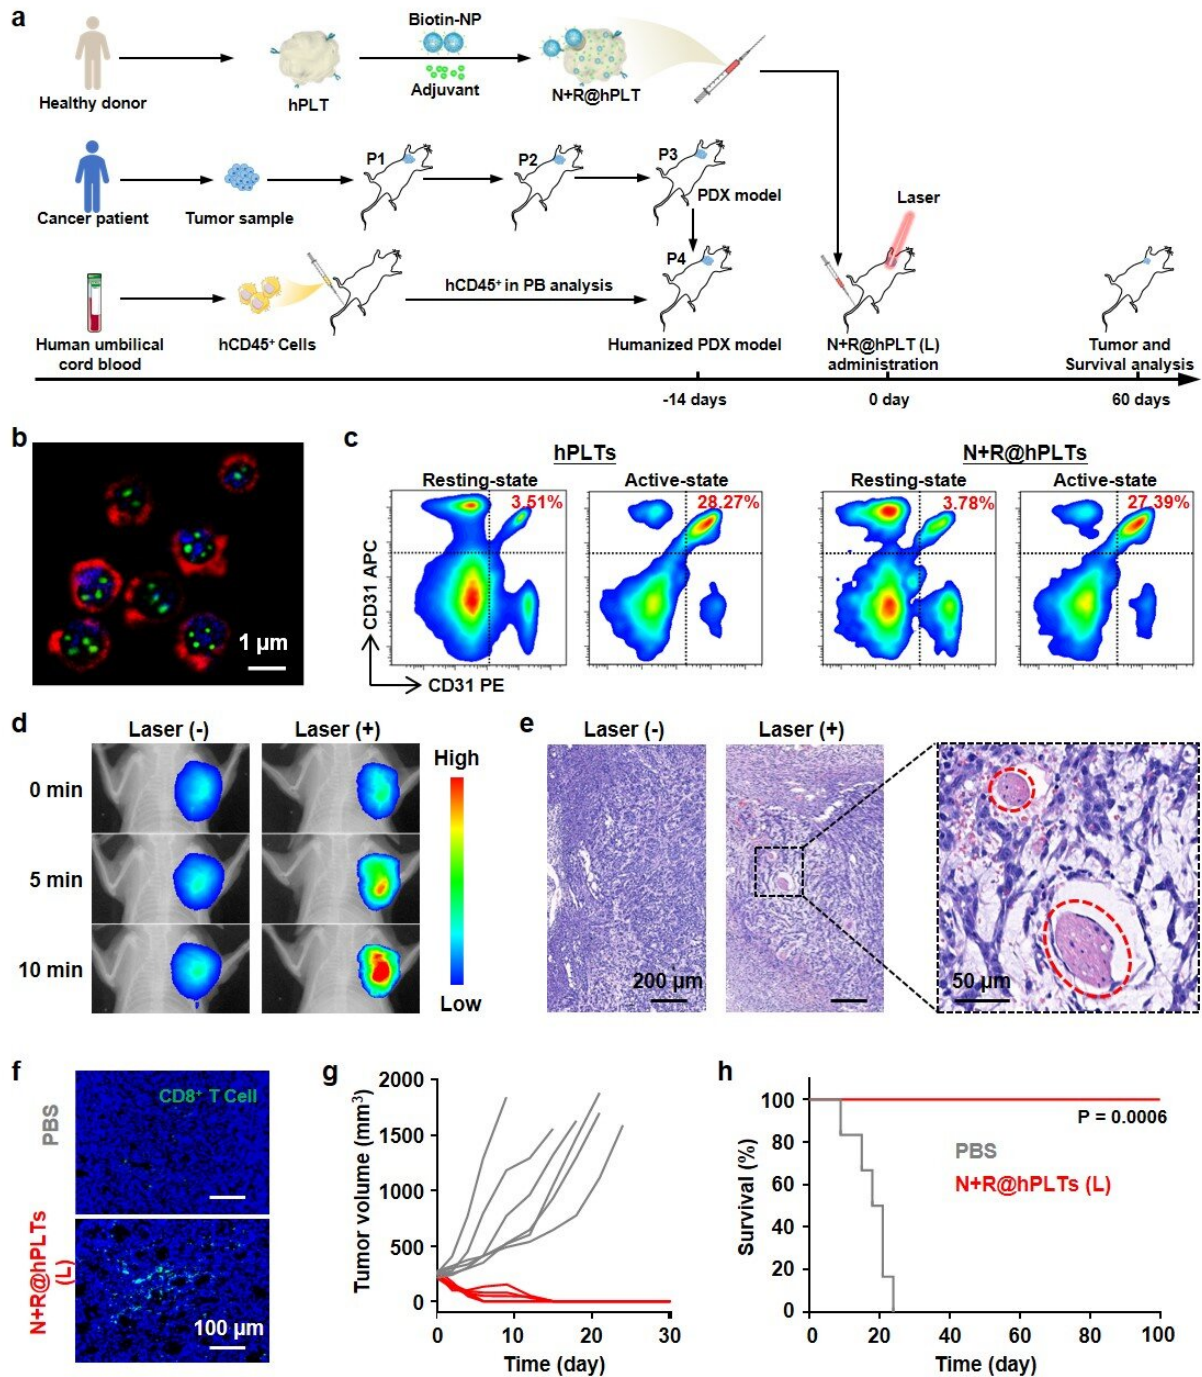 a
Biotin-NP
Healthy donor
hPLT
Adjuvant
N+R@hPLT
P1
P2
P3
Cancer patient
Tumor sample
PDX model
Laser
P4
hCD45⁺ in PB analysis
Human umbilical
cord blood
hCD45⁺ Cells
Humanized PDX model
N+R@hPLT (L)
administration
Tumor and
Survival analysis
-14 days
0 day
60 days
b
1 µm
c
hPLTs
N+R@hPLTs
Resting-state
Active-state
Resting-state
Active-state
3.51%
28.27%
3.78%
27.39%
CD31 APC
CD31 PE
d
Laser (-)
Laser (+)
0 min
5 min
10 min
High
Low
e
Laser (-)
Laser (+)
200 µm
50 µm
f
PBS
CD8⁺ T Cell
N+R@hPLTs
(L)
100 µm
g
Tumor volume (mm³)
2000
1500
1000
500
0
0
10
20
30
Time (day)
h
Survival (%)
100
80
60
40
20
0
P = 0.0006
PBS
N+R@hPLTs (L)
0
20
40
60
80
100
Time (day)